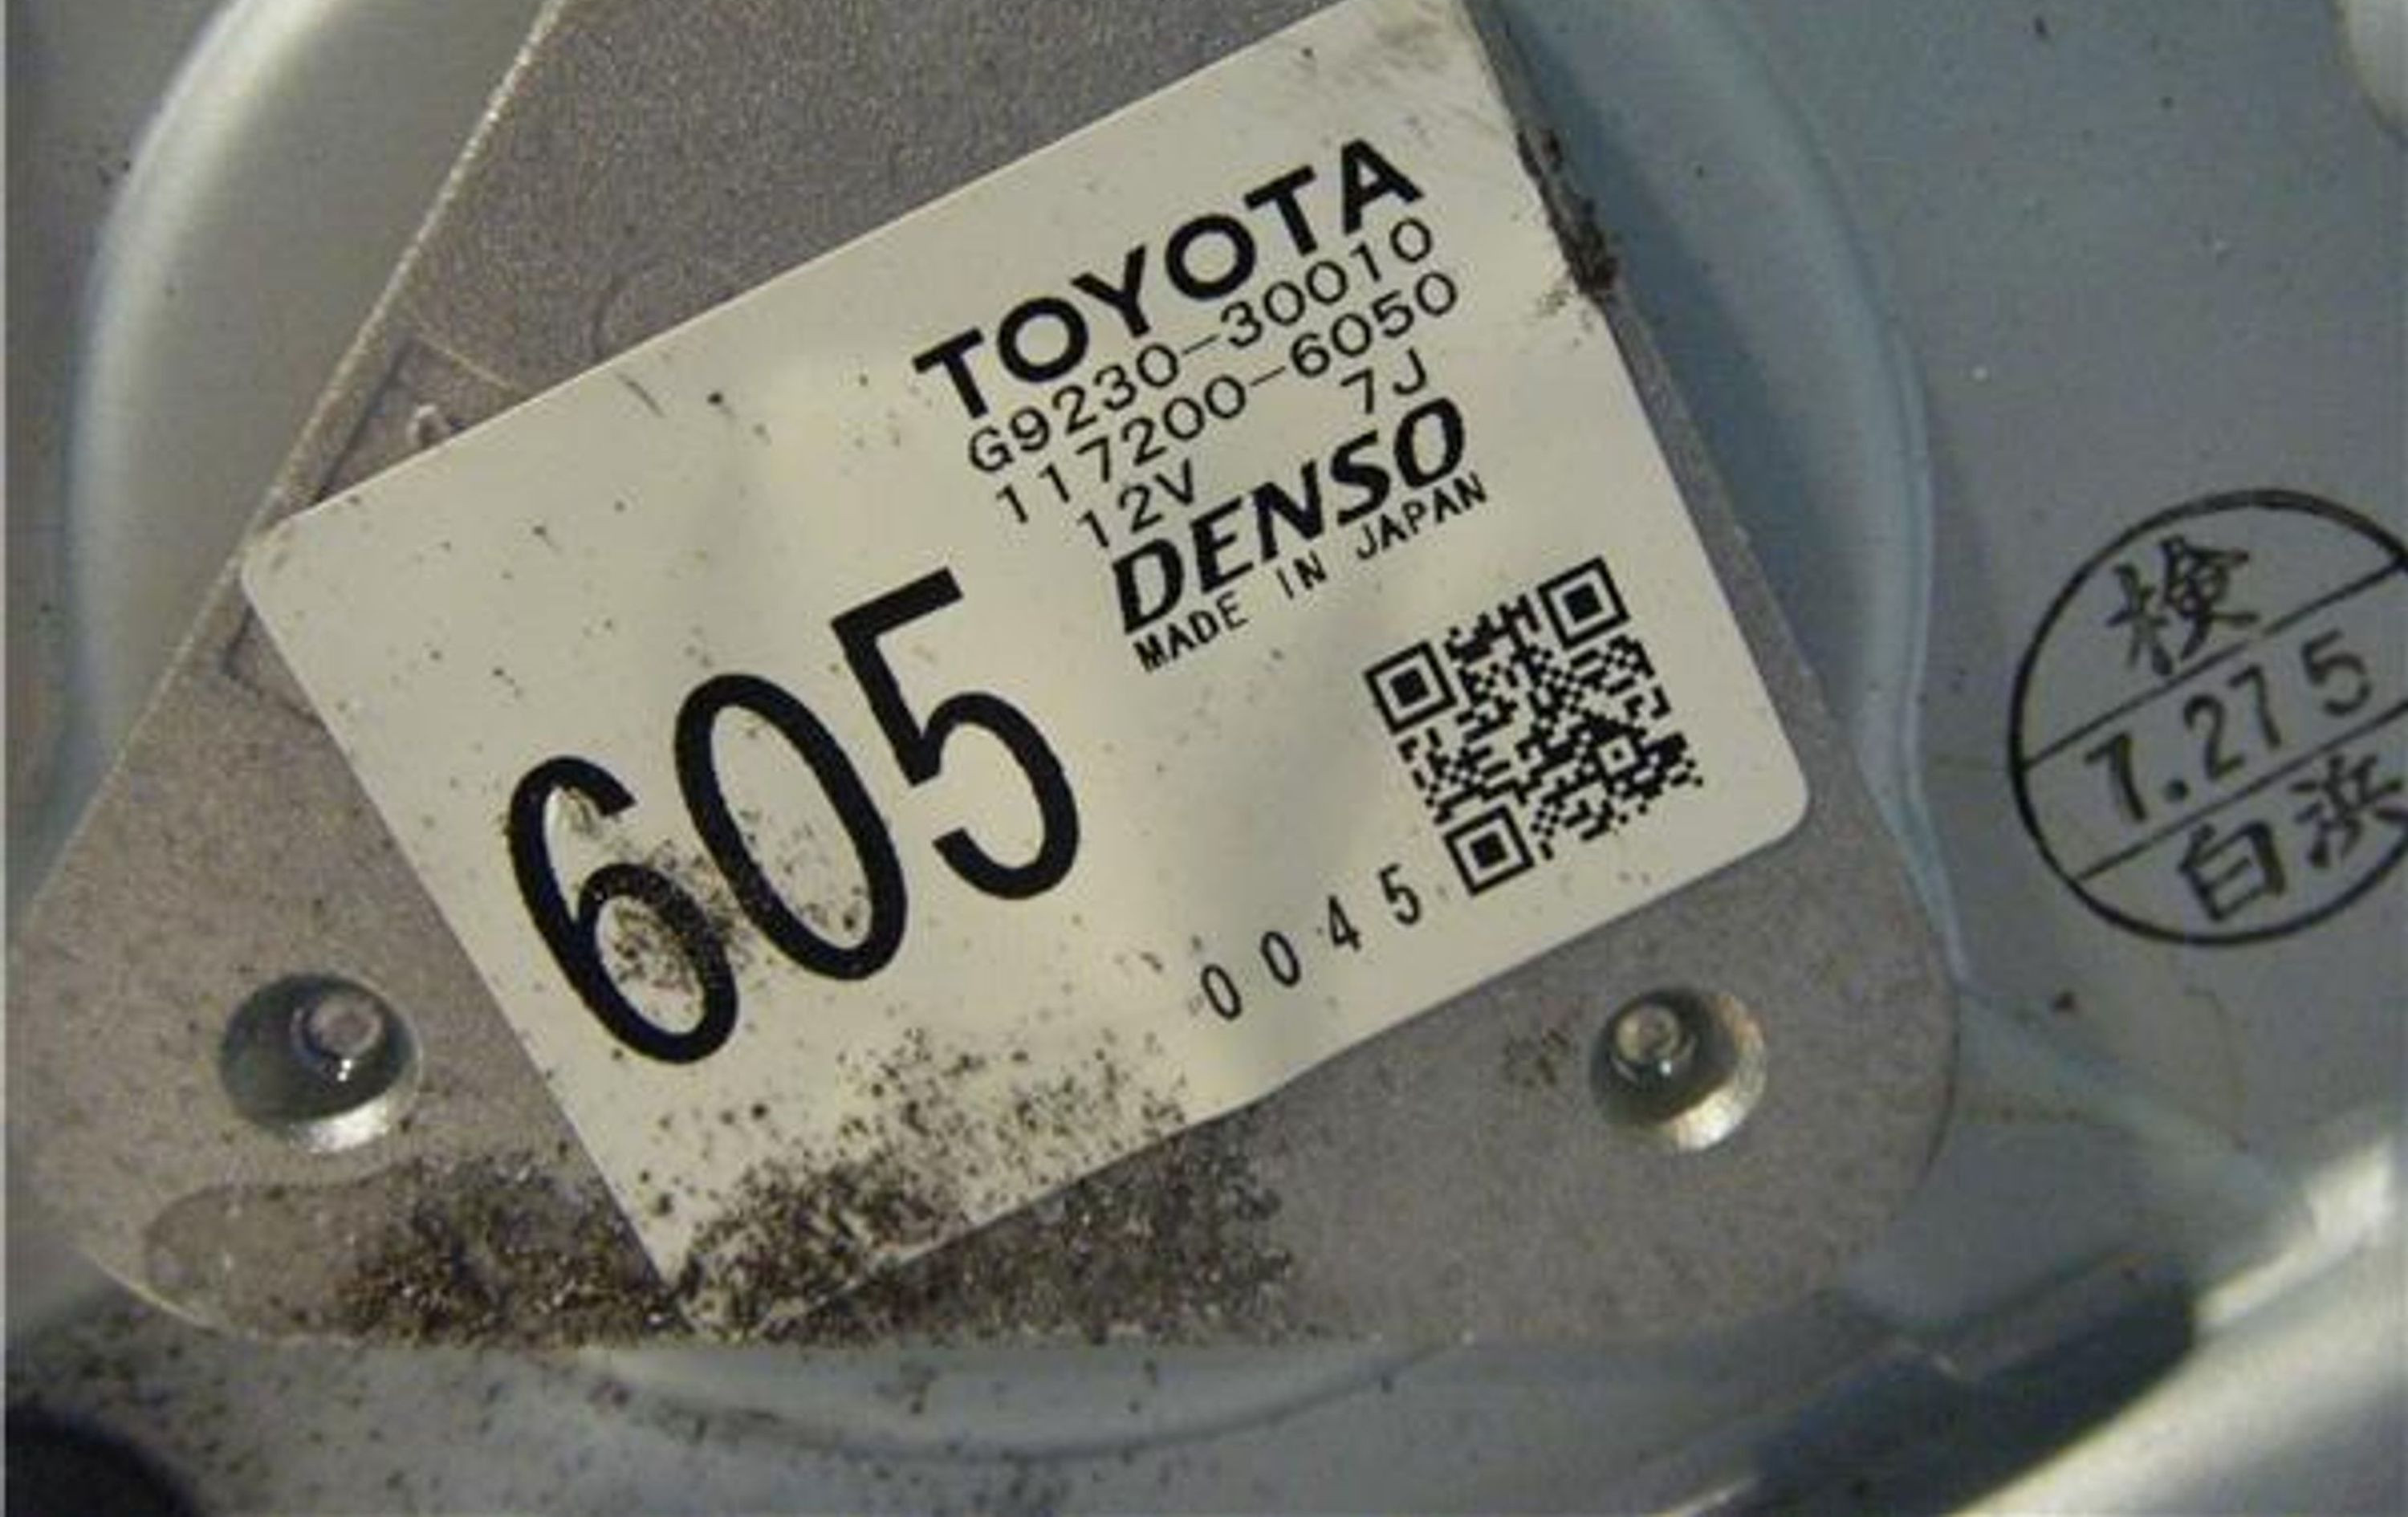 TOYOTA
G9230-30010
117200-6050
12V 7J
DENSO
MADE IN JAPAN
605
0045
検
7.275
白浜